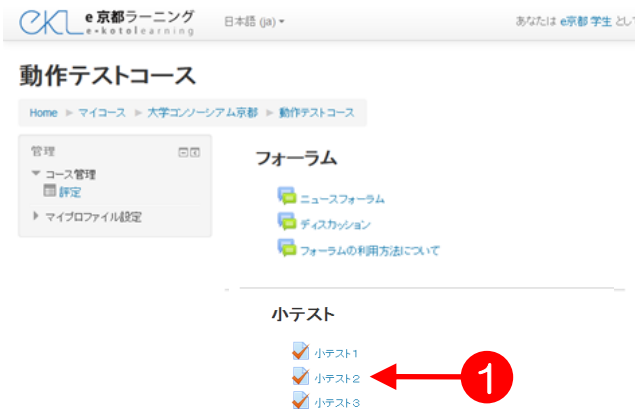 e京都ラーニング
e-kotolearning
日本語 (ja)
あなたは e京都 学生 とし
動作テストコース
Home ► マイコース ► 大学コンソーシアム京都 ► 動作テストコース
管理
コース管理
評定
マイプロファイル設定
フォーラム
ニュースフォーラム
ディスカッション
フォーラムの利用方法について
小テスト
小テスト1
小テスト2
1
小テスト3